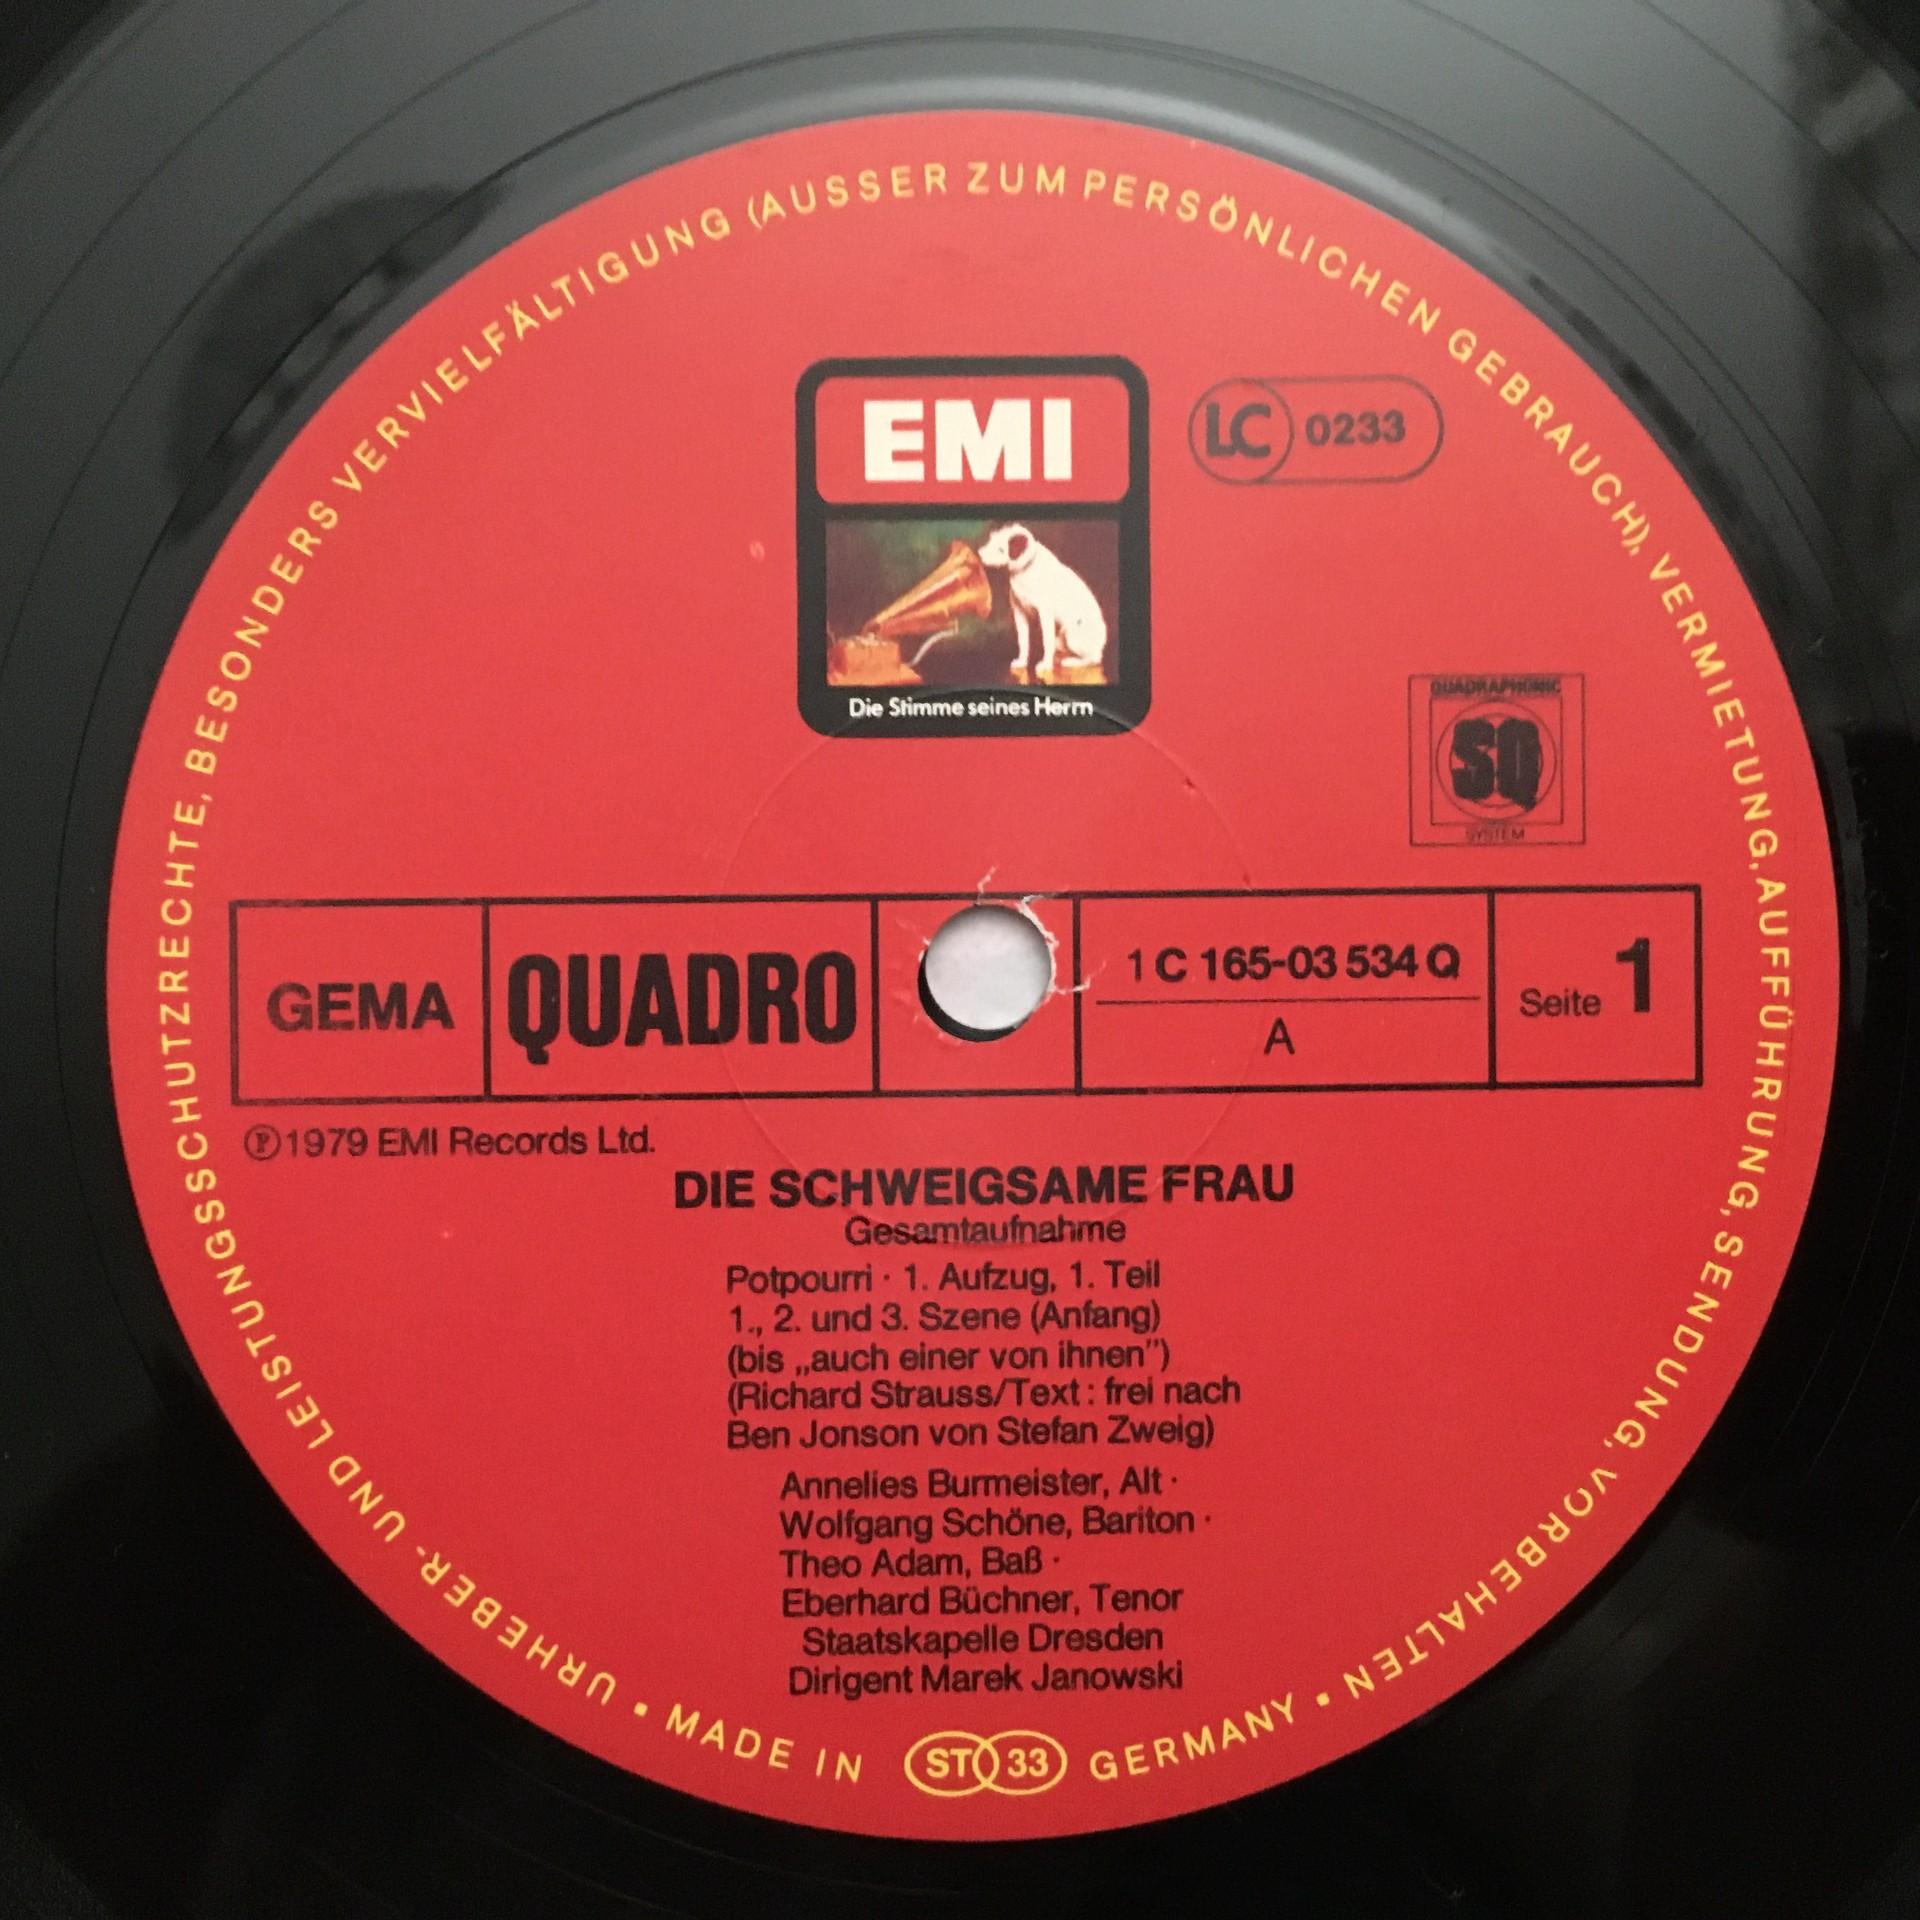 URHEBER- UND LEISTUNGSSCHUTZRECHTE, BESONDERS VERVIELFÄLTIGUNG (AUSSER ZUM PERSÖNLICHEN GEBRAUCH), VERMIETUNG, AUFFÜHRUNG, SENDUNG, VORBEHALTEN •
EMI
LC 0233
Die Stimme seines Herrn
QUADRAPHONIC
SQ
SYSTEM
GEMA
QUADRO
1 C 165-03 534 Q
A
Seite 1
Ⓟ1979 EMI Records Ltd.
DIE SCHWEIGSAME FRAU
Gesamtaufnahme
Potpourri · 1. Aufzug, 1. Teil
1., 2. und 3. Szene (Anfang)
(bis „auch einer von ihnen”)
(Richard Strauss/Text: frei nach
Ben Jonson von Stefan Zweig)
Annelies Burmeister, Alt ·
Wolfgang Schöne, Bariton ·
Theo Adam, Baß ·
Eberhard Büchner, Tenor
Staatskapelle Dresden
Dirigent Marek Janowski
• MADE IN ST 33 GERMANY